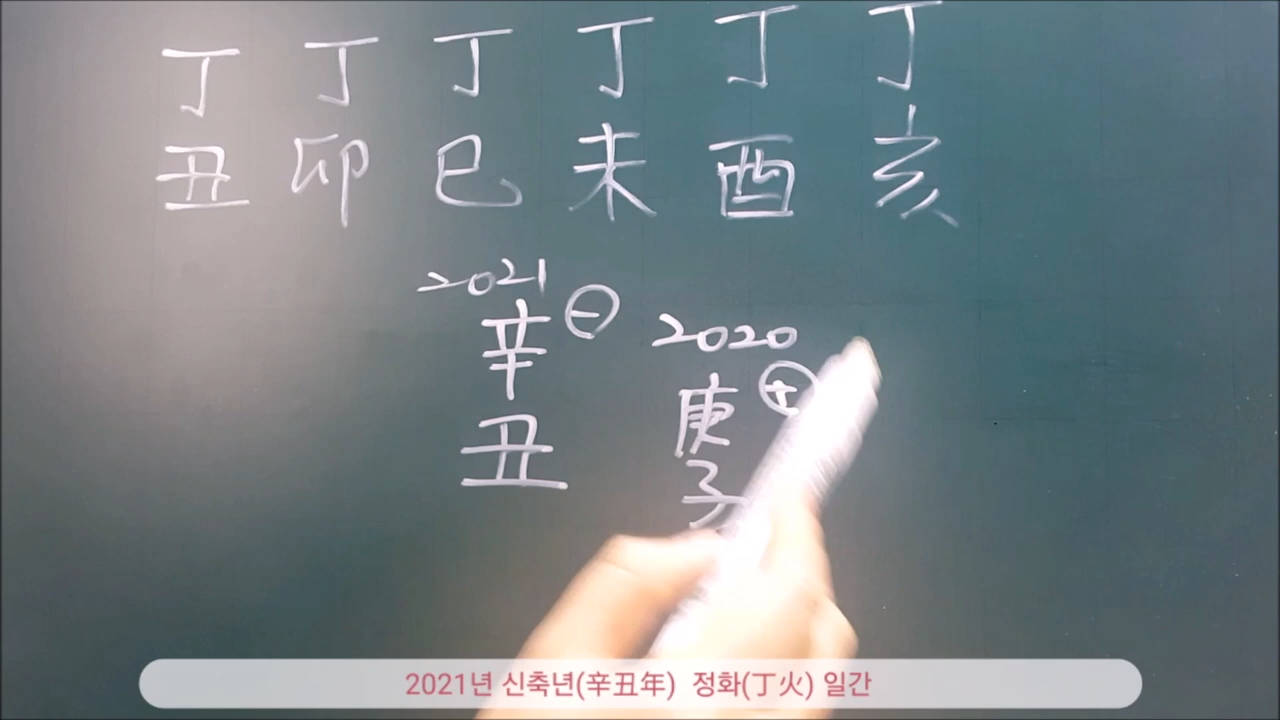 丁 丁 丁 丁 丁 丁
丑 卯 巳 未 酉 亥
2021
辛 ⊖
丑
2020
庚 ⊕
子
2021년 신축년(辛丑年) 정화(丁火) 일간